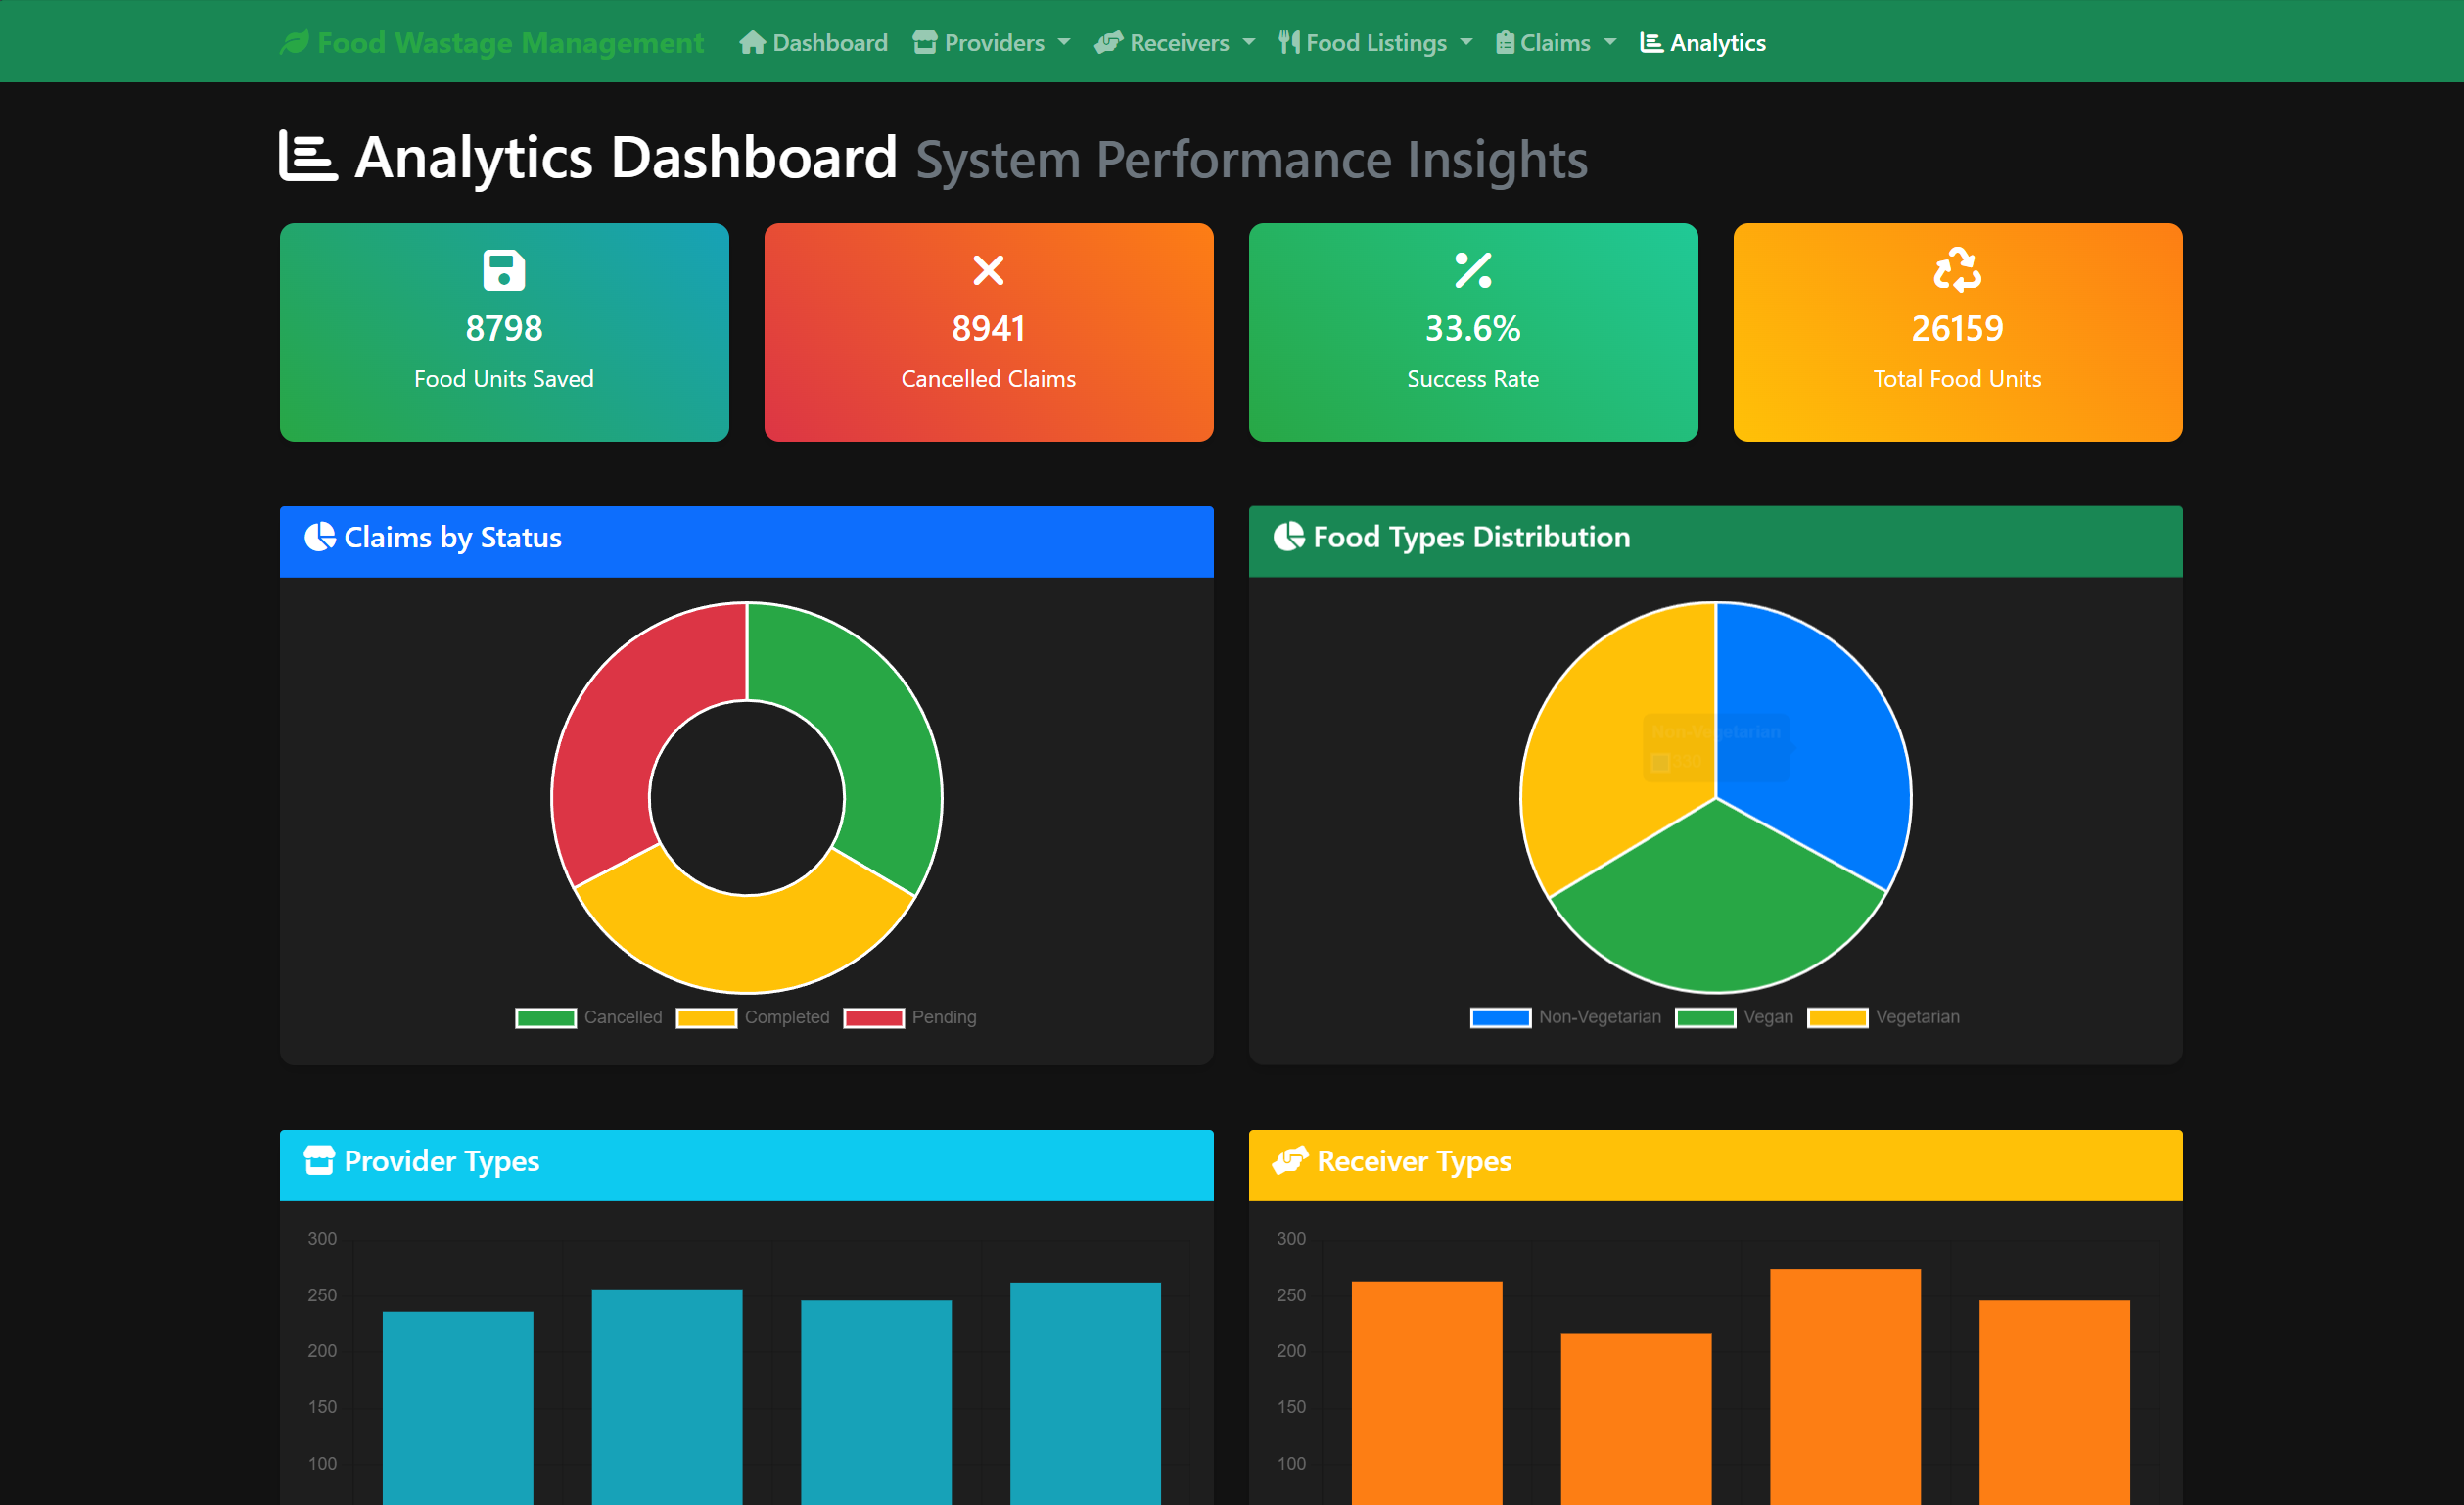 Food Wastage Management Dashboard Providers Receivers Food Listings Claims Analytics
Analytics Dashboard System Performance Insights
8798
Food Units Saved
8941
Cancelled Claims
33.6%
Success Rate
26159
Total Food Units
Claims by Status
Cancelled Completed Pending
Food Types Distribution
Non-Vegetarian
Non-Vegetarian Vegan Vegetarian
Provider Types
300
250
200
150
100
Receiver Types
300
250
200
150
100